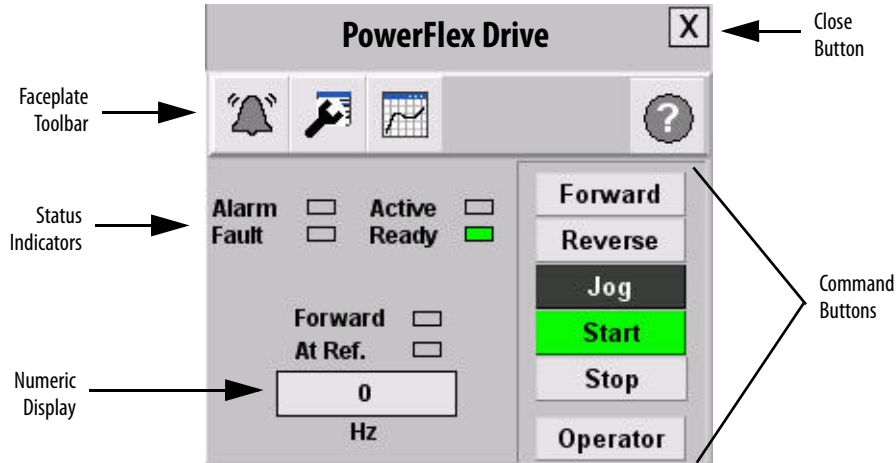 PowerFlex Drive
X
Close
Button
Faceplate
Toolbar
?
Status
Indicators
Alarm
Active
Fault
Ready
Forward
At Ref.
Numeric
Display
0
Hz
Forward
Reverse
Jog
Start
Stop
Operator
Command
Buttons